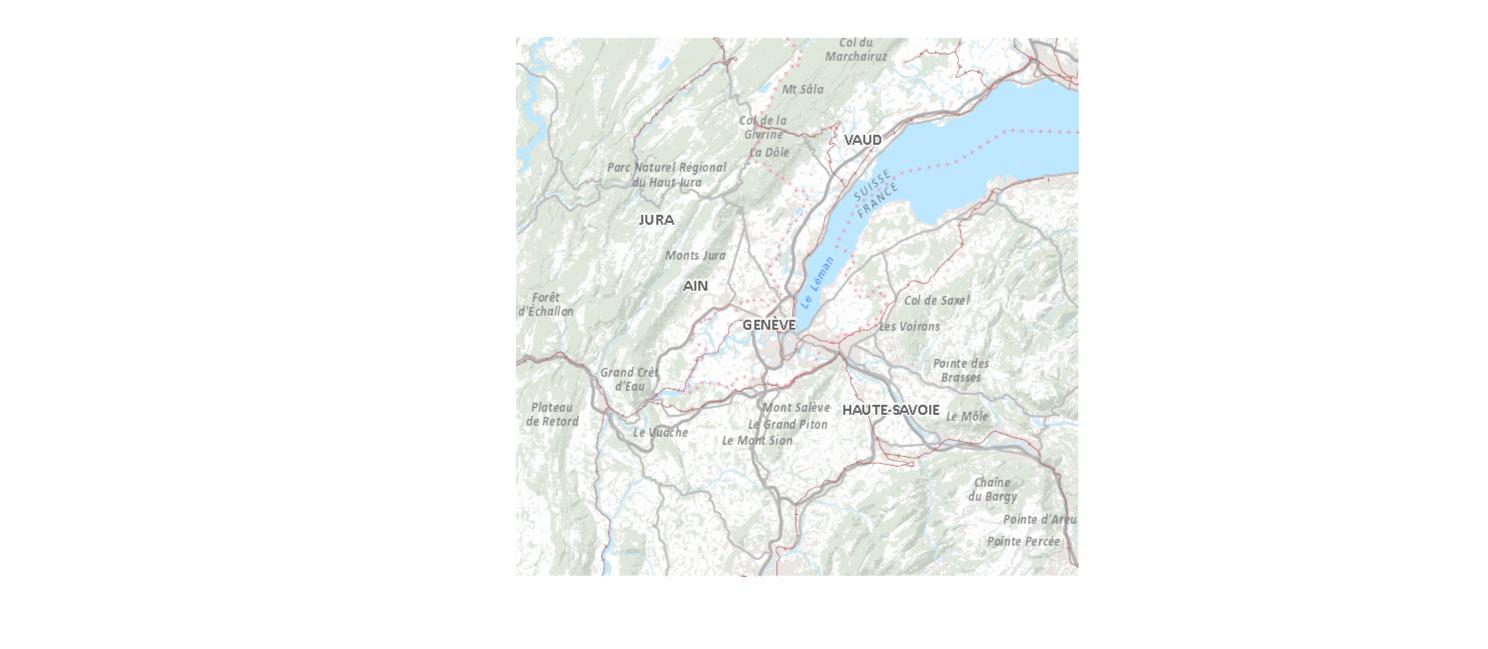 Col du
Marchairuz
Mt Sâla
Col de la
Givrine
VAUD
La Dôle
Parc Naturel Régional
du Haut Jura
SUISSE
FRANCE
JURA
Monts Jura
Le Léman
AIN
Forêt
d'Échallon
Col de Saxel
GENÈVE
Les Voirons
Grand Crêt
d'Eau
Pointe des
Brasses
Plateau
de Retord
Mont Salève
HAUTE-SAVOIE
Le Môle
Le Grand Piton
Le Vuache
Le Mont Sion
Chaîne
du Bargy
Pointe d'Areu
Pointe Percée